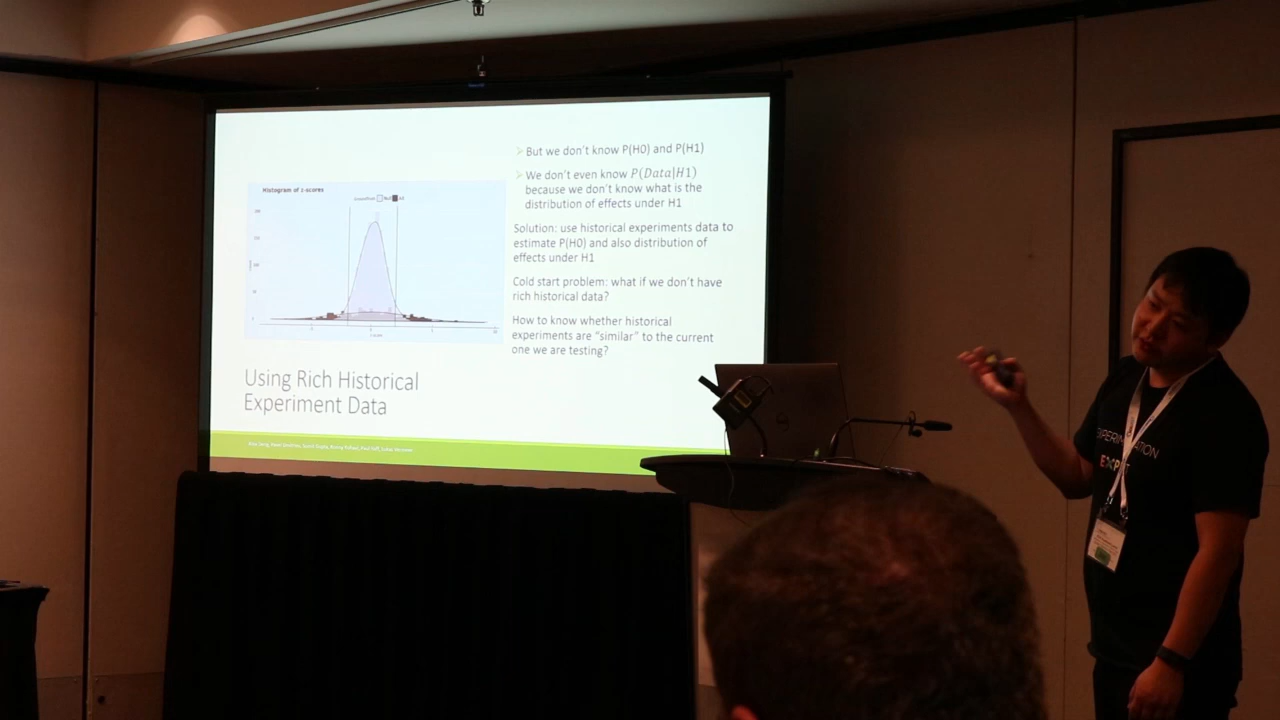 But we don't know P(H0) and P(H1)
We don't even know P(Data|H1)
because we don't know what is the
distribution of effects under H1
Solution: use historical experiments data to
estimate P(H0) and also distribution of
effects under H1
Cold start problem: what if we don't have
rich historical data?
How to know whether historical
experiments are "similar" to the current
one we are testing?
Histogram of z-scores
Using Rich Historical
Experiment Data